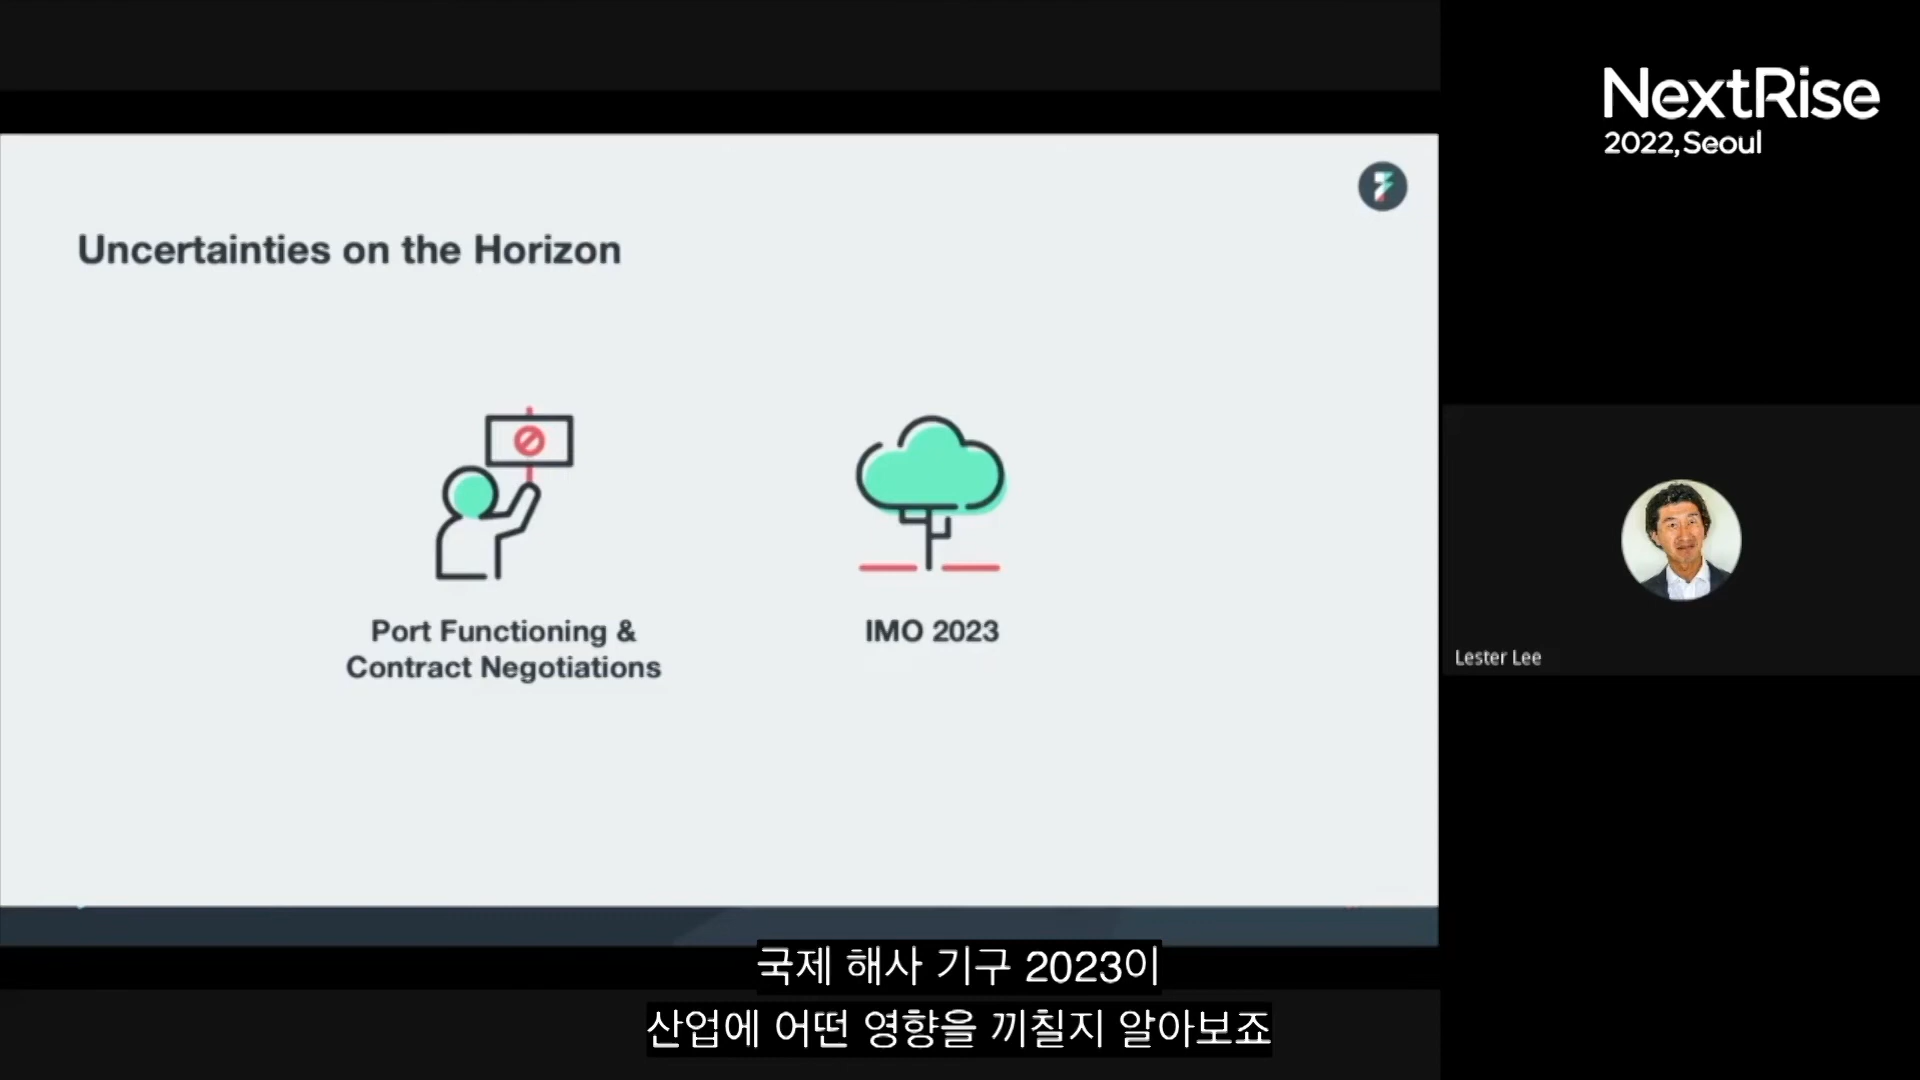 NextRise
2022, Seoul
Uncertainties on the Horizon
Port Functioning &
Contract Negotiations
IMO 2023
Lester Lee
국제 해사 기구 2023이
산업에 어떤 영향을 끼칠지 알아보죠